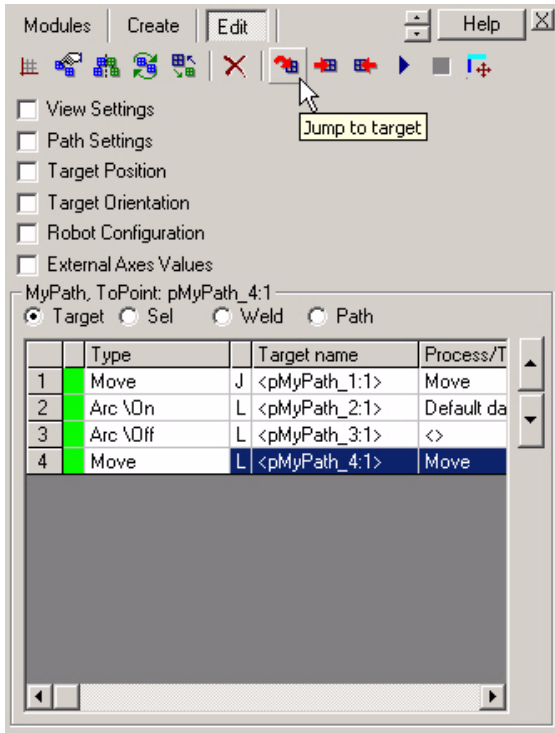 Modules Create Edit Help
Jump to target
View Settings
Path Settings
Target Position
Target Orientation
Robot Configuration
External Axes Values
MyPath, ToPoint: pMyPath_4:1
Target Sel Weld Path
Type Target name Process/T
1 Move J <pMyPath_1:1> Move
2 Arc \On L <pMyPath_2:1> Default da
3 Arc \Off L <pMyPath_3:1> <>
4 Move L <pMyPath_4:1> Move